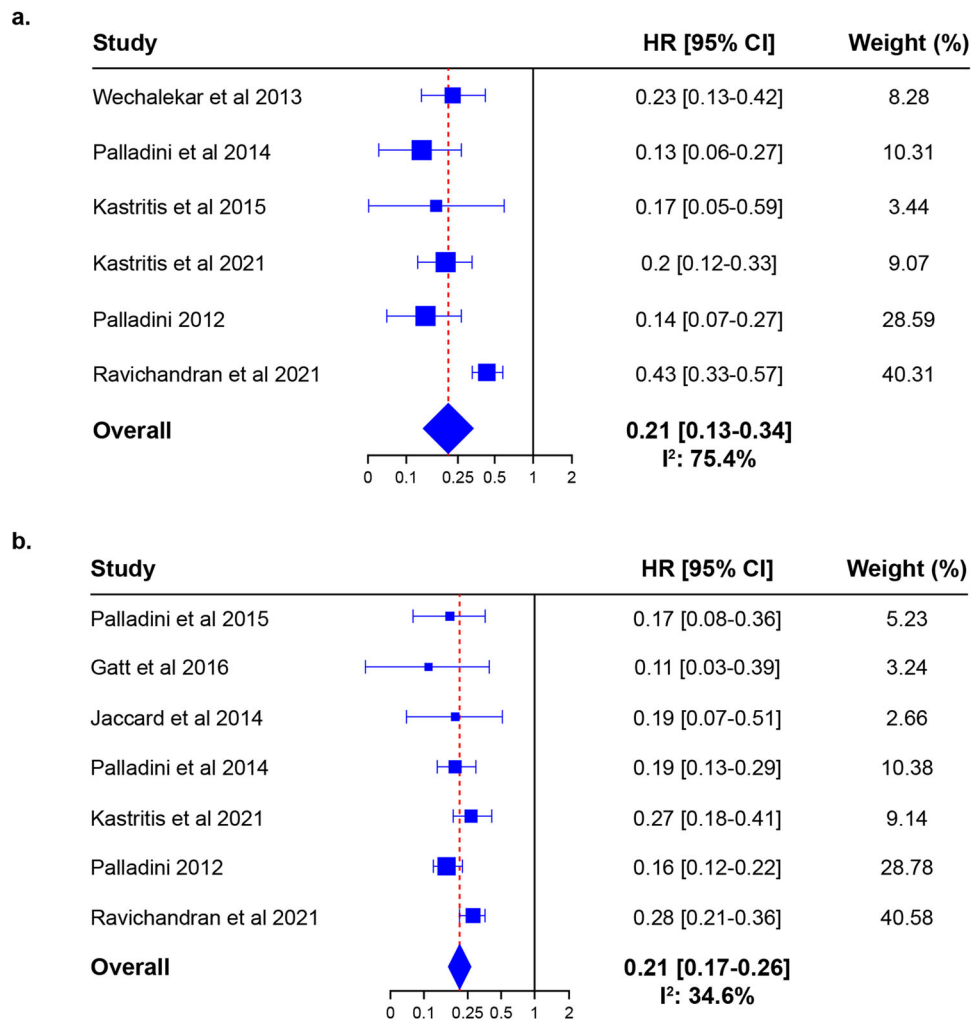 a.
Study HR [95% CI] Weight (%)
Wechalekar et al 2013 0.23 [0.13-0.42] 8.28
Palladini et al 2014 0.13 [0.06-0.27] 10.31
Kastritis et al 2015 0.17 [0.05-0.59] 3.44
Kastritis et al 2021 0.2 [0.12-0.33] 9.07
Palladini 2012 0.14 [0.07-0.27] 28.59
Ravichandran et al 2021 0.43 [0.33-0.57] 40.31
Overall 0.21 [0.13-0.34]
I²: 75.4%
0 0.1 0.25 0.5 1 2
b.
Study HR [95% CI] Weight (%)
Palladini et al 2015 0.17 [0.08-0.36] 5.23
Gatt et al 2016 0.11 [0.03-0.39] 3.24
Jaccard et al 2014 0.19 [0.07-0.51] 2.66
Palladini et al 2014 0.19 [0.13-0.29] 10.38
Kastritis et al 2021 0.27 [0.18-0.41] 9.14
Palladini 2012 0.16 [0.12-0.22] 28.78
Ravichandran et al 2021 0.28 [0.21-0.36] 40.58
Overall 0.21 [0.17-0.26]
I²: 34.6%
0 0.1 0.25 0.5 1 2